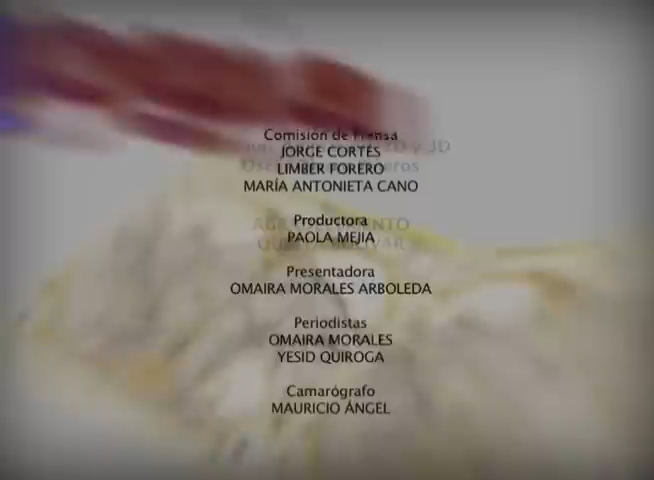 Comisión de Prensa
JORGE CORTÉS
LIMBER FORERO
MARÍA ANTONIETA CANO
Productora
PAOLA MEJIA
Presentadora
OMAIRA MORALES ARBOLEDA
Periodistas
OMAIRA MORALES
YESID QUIROGA
Camarógrafo
MAURICIO ÁNGEL